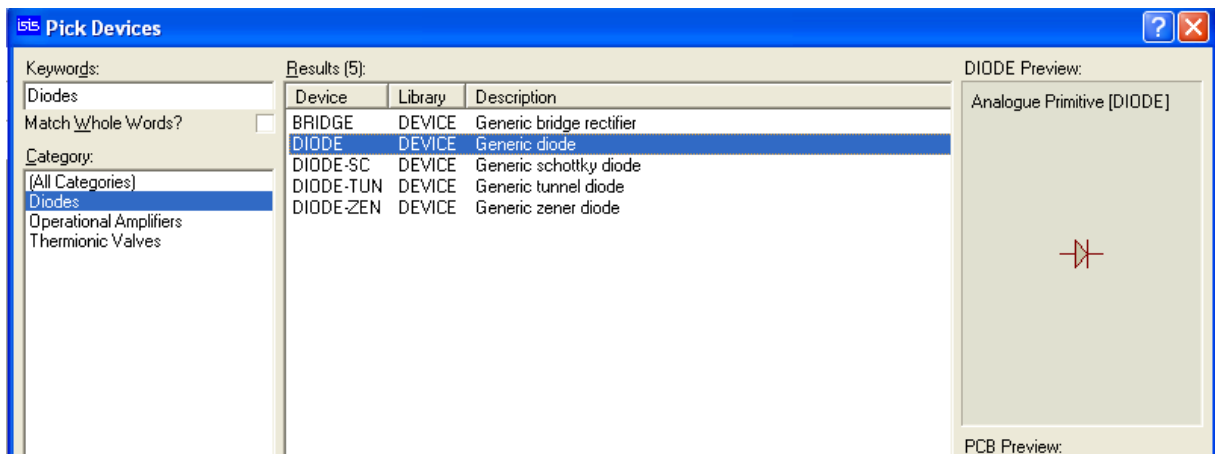 isis Pick Devices
Keywords:
Diodes
Match Whole Words?
Category:
(All Categories)
Diodes
Operational Amplifiers
Thermionic Valves
Results (5):
Device Library Description
BRIDGE DEVICE Generic bridge rectifier
DIODE DEVICE Generic diode
DIODE-SC DEVICE Generic schottky diode
DIODE-TUN DEVICE Generic tunnel diode
DIODE-ZEN DEVICE Generic zener diode
DIODE Preview:
Analogue Primitive [DIODE]
PCB Preview: